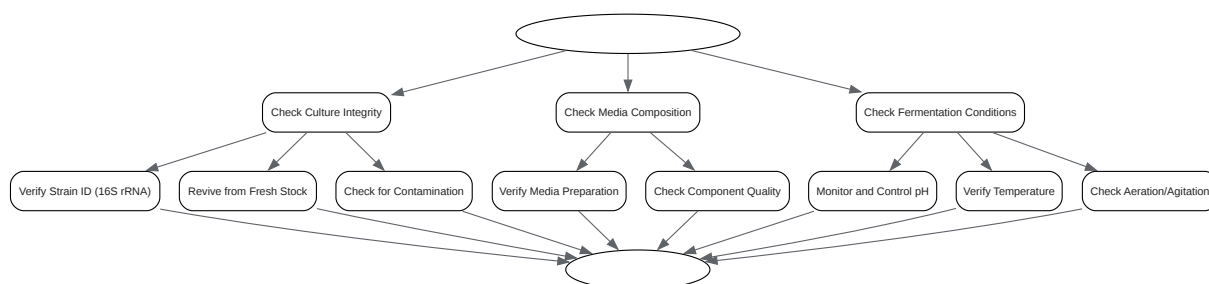 Check Culture Integrity
Check Media Composition
Check Fermentation Conditions
Verify Strain ID (16S rRNA)
Revive from Fresh Stock
Check for Contamination
Verify Media Preparation
Check Component Quality
Monitor and Control pH
Verify Temperature
Check Aeration/Agitation